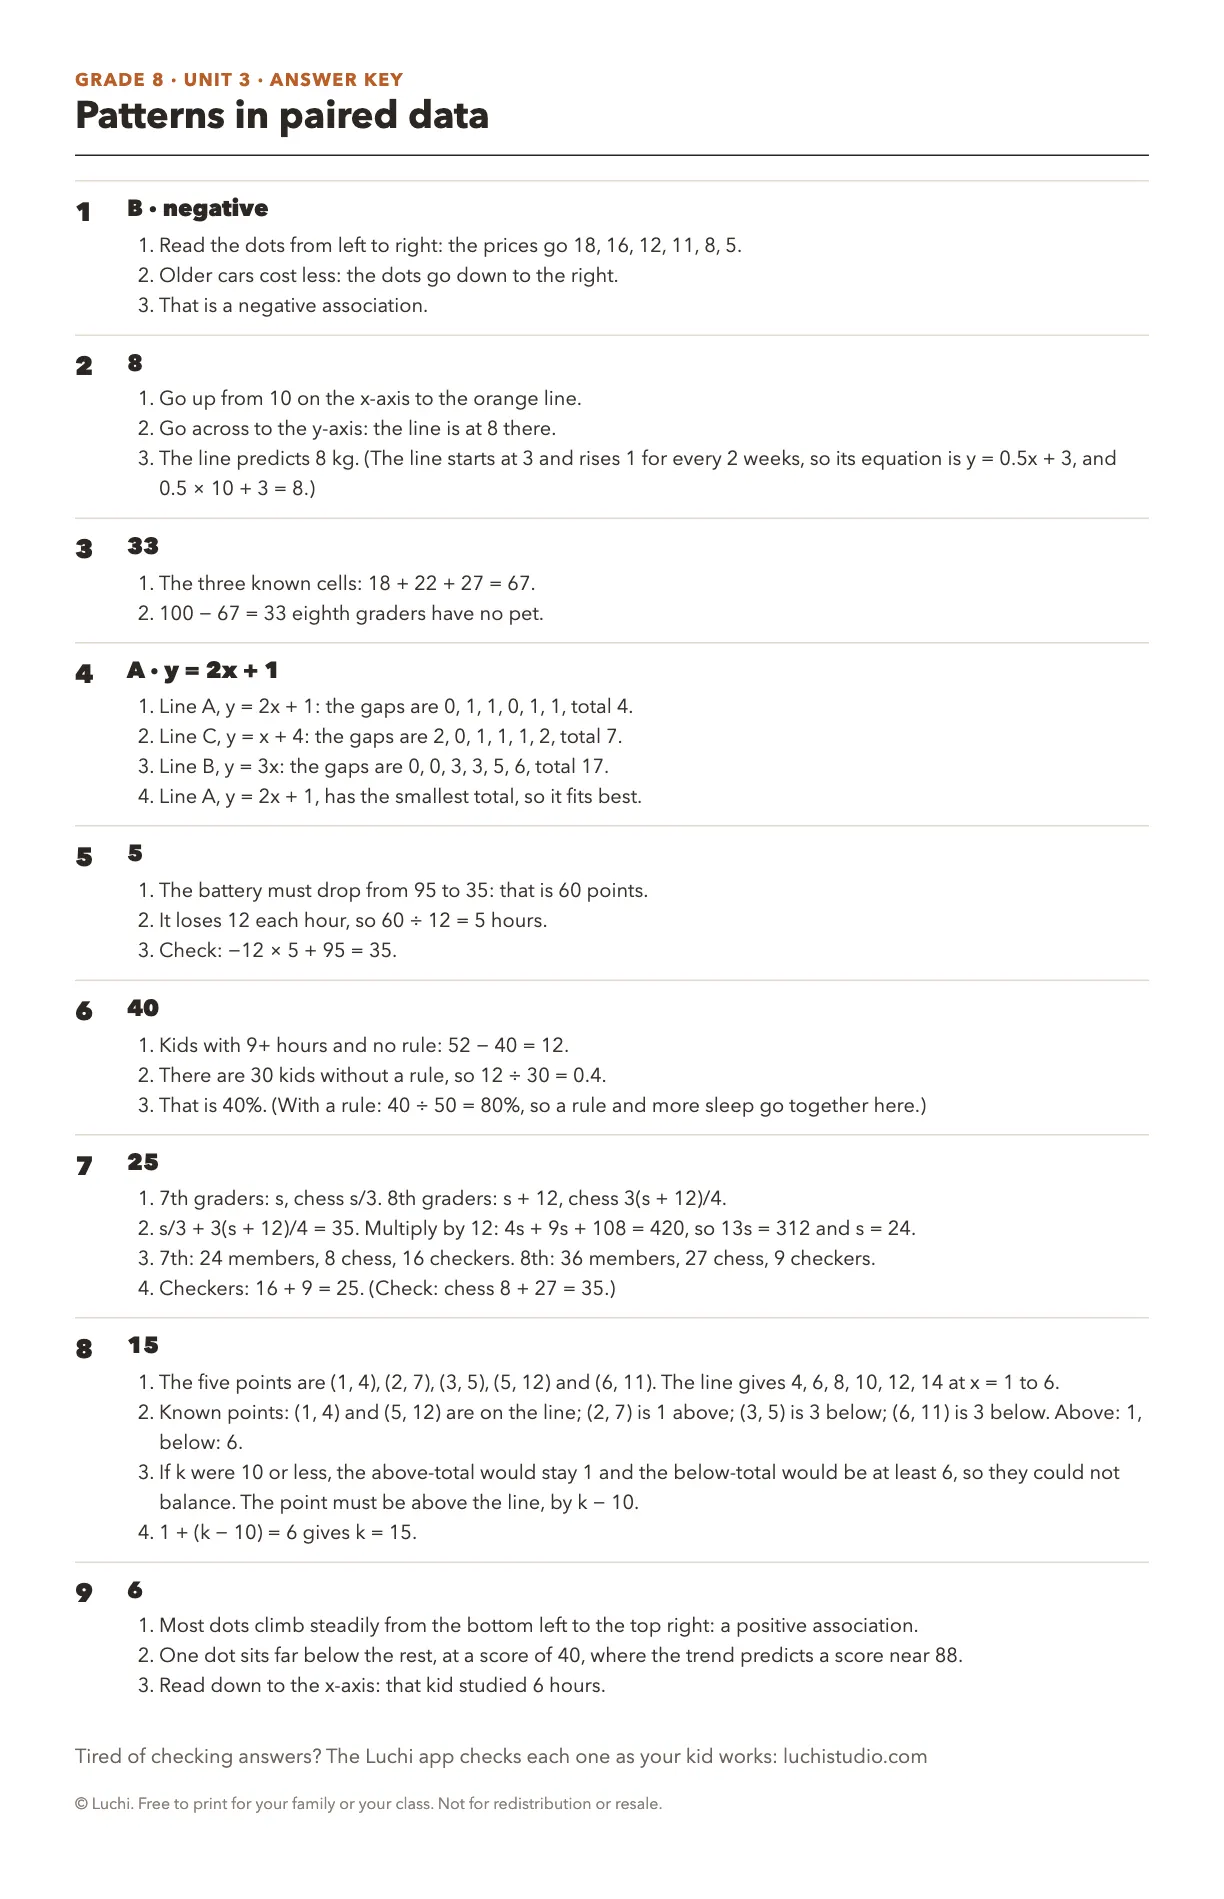 GRADE 8 · UNIT 3 · ANSWER KEY
Patterns in paired data
1 B · negative
1. Read the dots from left to right: the prices go 18, 16, 12, 11, 8, 5.
2. Older cars cost less: the dots go down to the right.
3. That is a negative association.
2 8
1. Go up from 10 on the x-axis to the orange line.
2. Go across to the y-axis: the line is at 8 there.
3. The line predicts 8 kg. (The line starts at 3 and rises 1 for every 2 weeks, so its equation is y = 0.5x + 3, and
0.5 × 10 + 3 = 8.)
3 33
1. The three known cells: 18 + 22 + 27 = 67.
2. 100 − 67 = 33 eighth graders have no pet.
4 A · y = 2x + 1
1. Line A, y = 2x + 1: the gaps are 0, 1, 1, 0, 1, 1, total 4.
2. Line C, y = x + 4: the gaps are 2, 0, 1, 1, 1, 2, total 7.
3. Line B, y = 3x: the gaps are 0, 0, 3, 3, 5, 6, total 17.
4. Line A, y = 2x + 1, has the smallest total, so it fits best.
5 5
1. The battery must drop from 95 to 35: that is 60 points.
2. It loses 12 each hour, so 60 ÷ 12 = 5 hours.
3. Check: −12 × 5 + 95 = 35.
6 40
1. Kids with 9+ hours and no rule: 52 − 40 = 12.
2. There are 30 kids without a rule, so 12 ÷ 30 = 0.4.
3. That is 40%. (With a rule: 40 ÷ 50 = 80%, so a rule and more sleep go together here.)
7 25
1. 7th graders: s, chess s/3. 8th graders: s + 12, chess 3(s + 12)/4.
2. s/3 + 3(s + 12)/4 = 35. Multiply by 12: 4s + 9s + 108 = 420, so 13s = 312 and s = 24.
3. 7th: 24 members, 8 chess, 16 checkers. 8th: 36 members, 27 chess, 9 checkers.
4. Checkers: 16 + 9 = 25. (Check: chess 8 + 27 = 35.)
8 15
1. The five points are (1, 4), (2, 7), (3, 5), (5, 12) and (6, 11). The line gives 4, 6, 8, 10, 12, 14 at x = 1 to 6.
2. Known points: (1, 4) and (5, 12) are on the line; (2, 7) is 1 above; (3, 5) is 3 below; (6, 11) is 3 below. Above: 1,
below: 6.
3. If k were 10 or less, the above-total would stay 1 and the below-total would be at least 6, so they could not
balance. The point must be above the line, by k − 10.
4. 1 + (k − 10) = 6 gives k = 15.
9 6
1. Most dots climb steadily from the bottom left to the top right: a positive association.
2. One dot sits far below the rest, at a score of 40, where the trend predicts a score near 88.
3. Read down to the x-axis: that kid studied 6 hours.
Tired of checking answers? The Luchi app checks each one as your kid works: luchistudio.com
© Luchi. Free to print for your family or your class. Not for redistribution or resale.